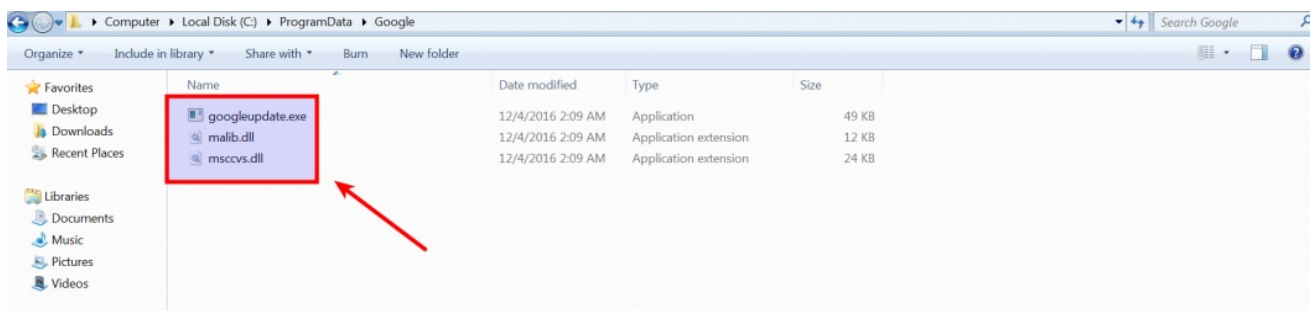 Computer ▸ Local Disk (C:) ▸ ProgramData ▸ Google
Search Google
Organize Include in library Share with Burn New folder
Favorites
Desktop
Downloads
Recent Places
Libraries
Documents
Music
Pictures
Videos
Name Date modified Type Size
googleupdate.exe 12/4/2016 2:09 AM Application 49 KB
malib.dll 12/4/2016 2:09 AM Application extension 12 KB
msccvs.dll 12/4/2016 2:09 AM Application extension 24 KB